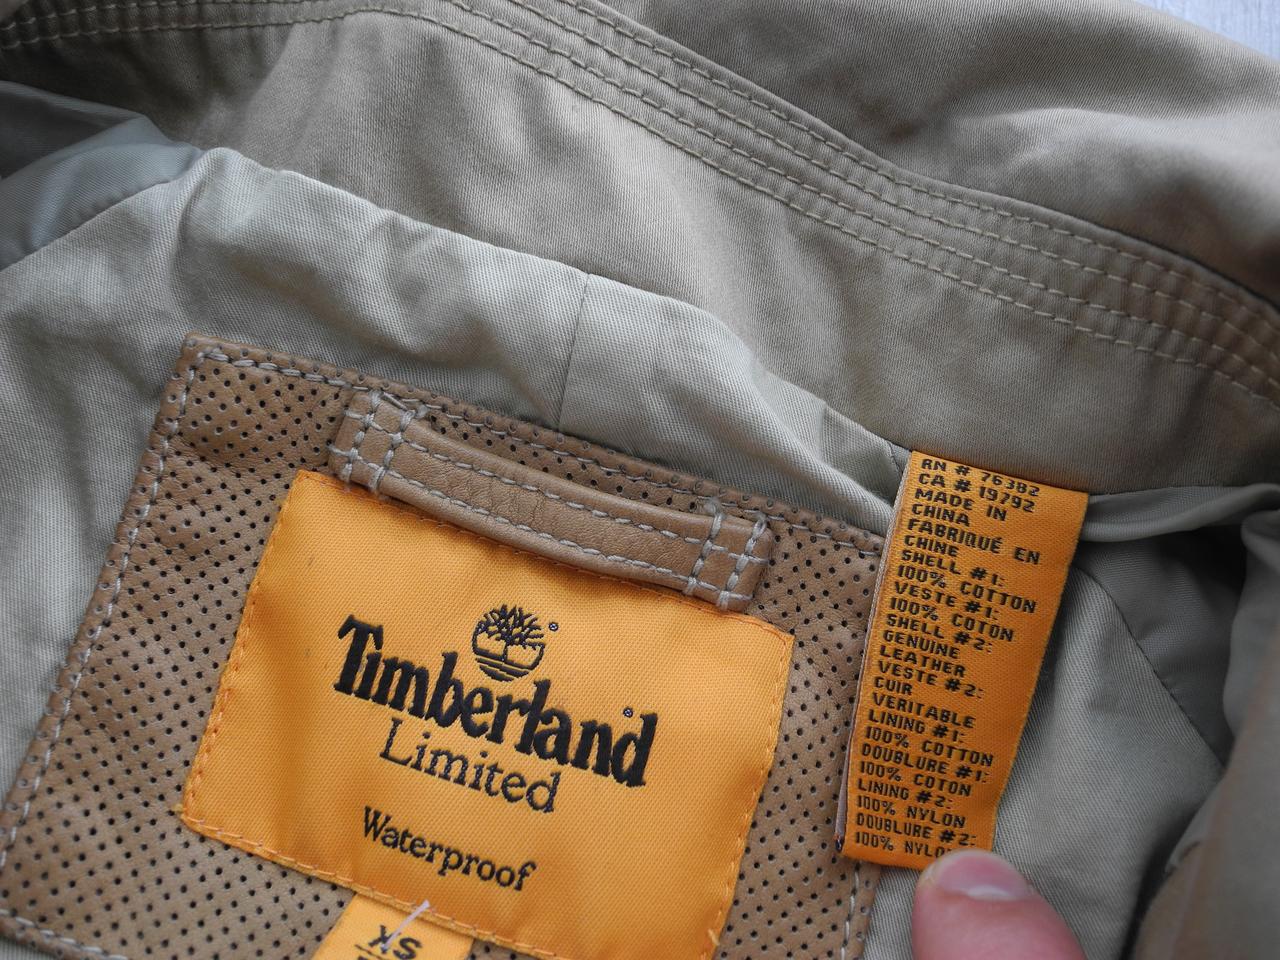 Timberland
Limited
Waterproof
XS
RN # 76382
CA # 19792
MADE IN
CHINA
FABRIQUÉ EN
CHINE
SHELL #1:
100% COTTON
VESTE #1:
100% COTON
SHELL #2:
GENUINE
LEATHER
VESTE #2:
CUIR
VERITABLE
LINING #1:
100% COTTON
DOUBLURE #1:
100% COTON
LINING #2:
100% NYLON
DOUBLURE #2:
100% NYLO